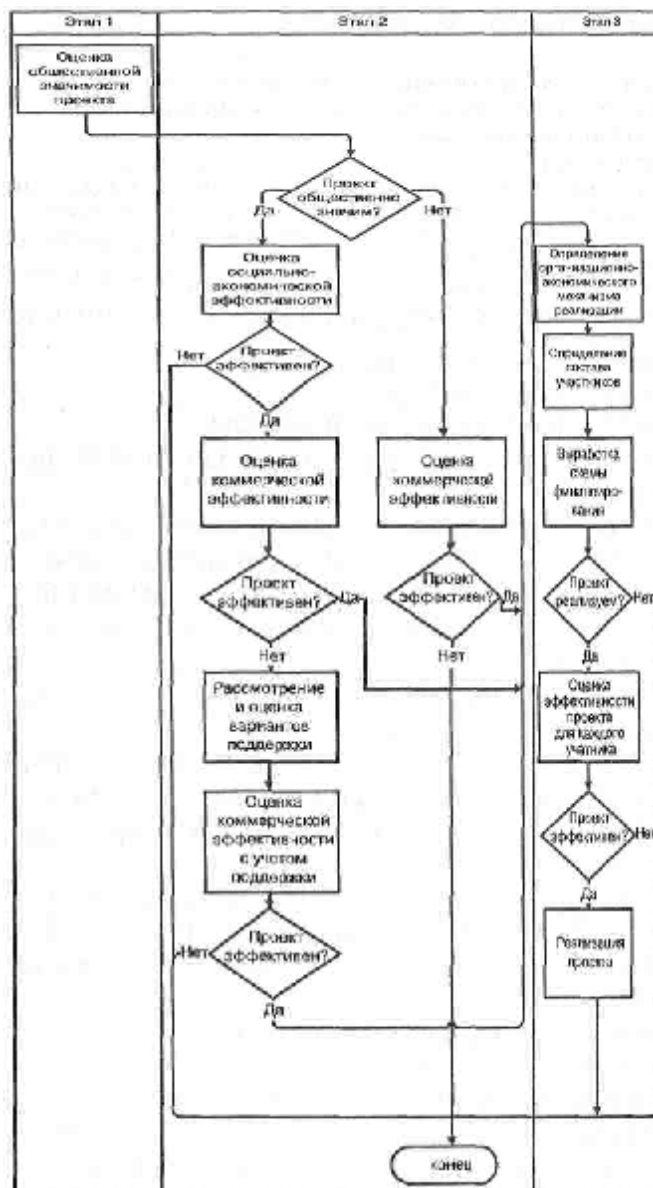 Этап 1
Этап 2
Этап 3
Оценка
общественной
значимости
проекта
Проект
общественно
значим?
Да
Нет
Оценка
социально-
экономической
эффективности
Нет
Проект
эффективен?
Да
Оценка
коммерческой
эффективности
Проект
эффективен?
Да
Нет
Рассмотрение
и оценка
вариантов
поддержки
Оценка
коммерческой
эффективности
с учетом
поддержки
Нет
Проект
эффективен?
Да
Оценка
коммерческой
эффективности
Проект
эффективен?
Да
Нет
конец
Определение
организационно-
экономического
механизма
реализации
Определение
состава
участников
Выработка
схемы
финансиро-
вания
Проект
реализуем?
Нет
Да
Оценка
эффективности
проекта
для каждого
участника
Проект
эффективен?
Нет
Да
Реализация
проекта